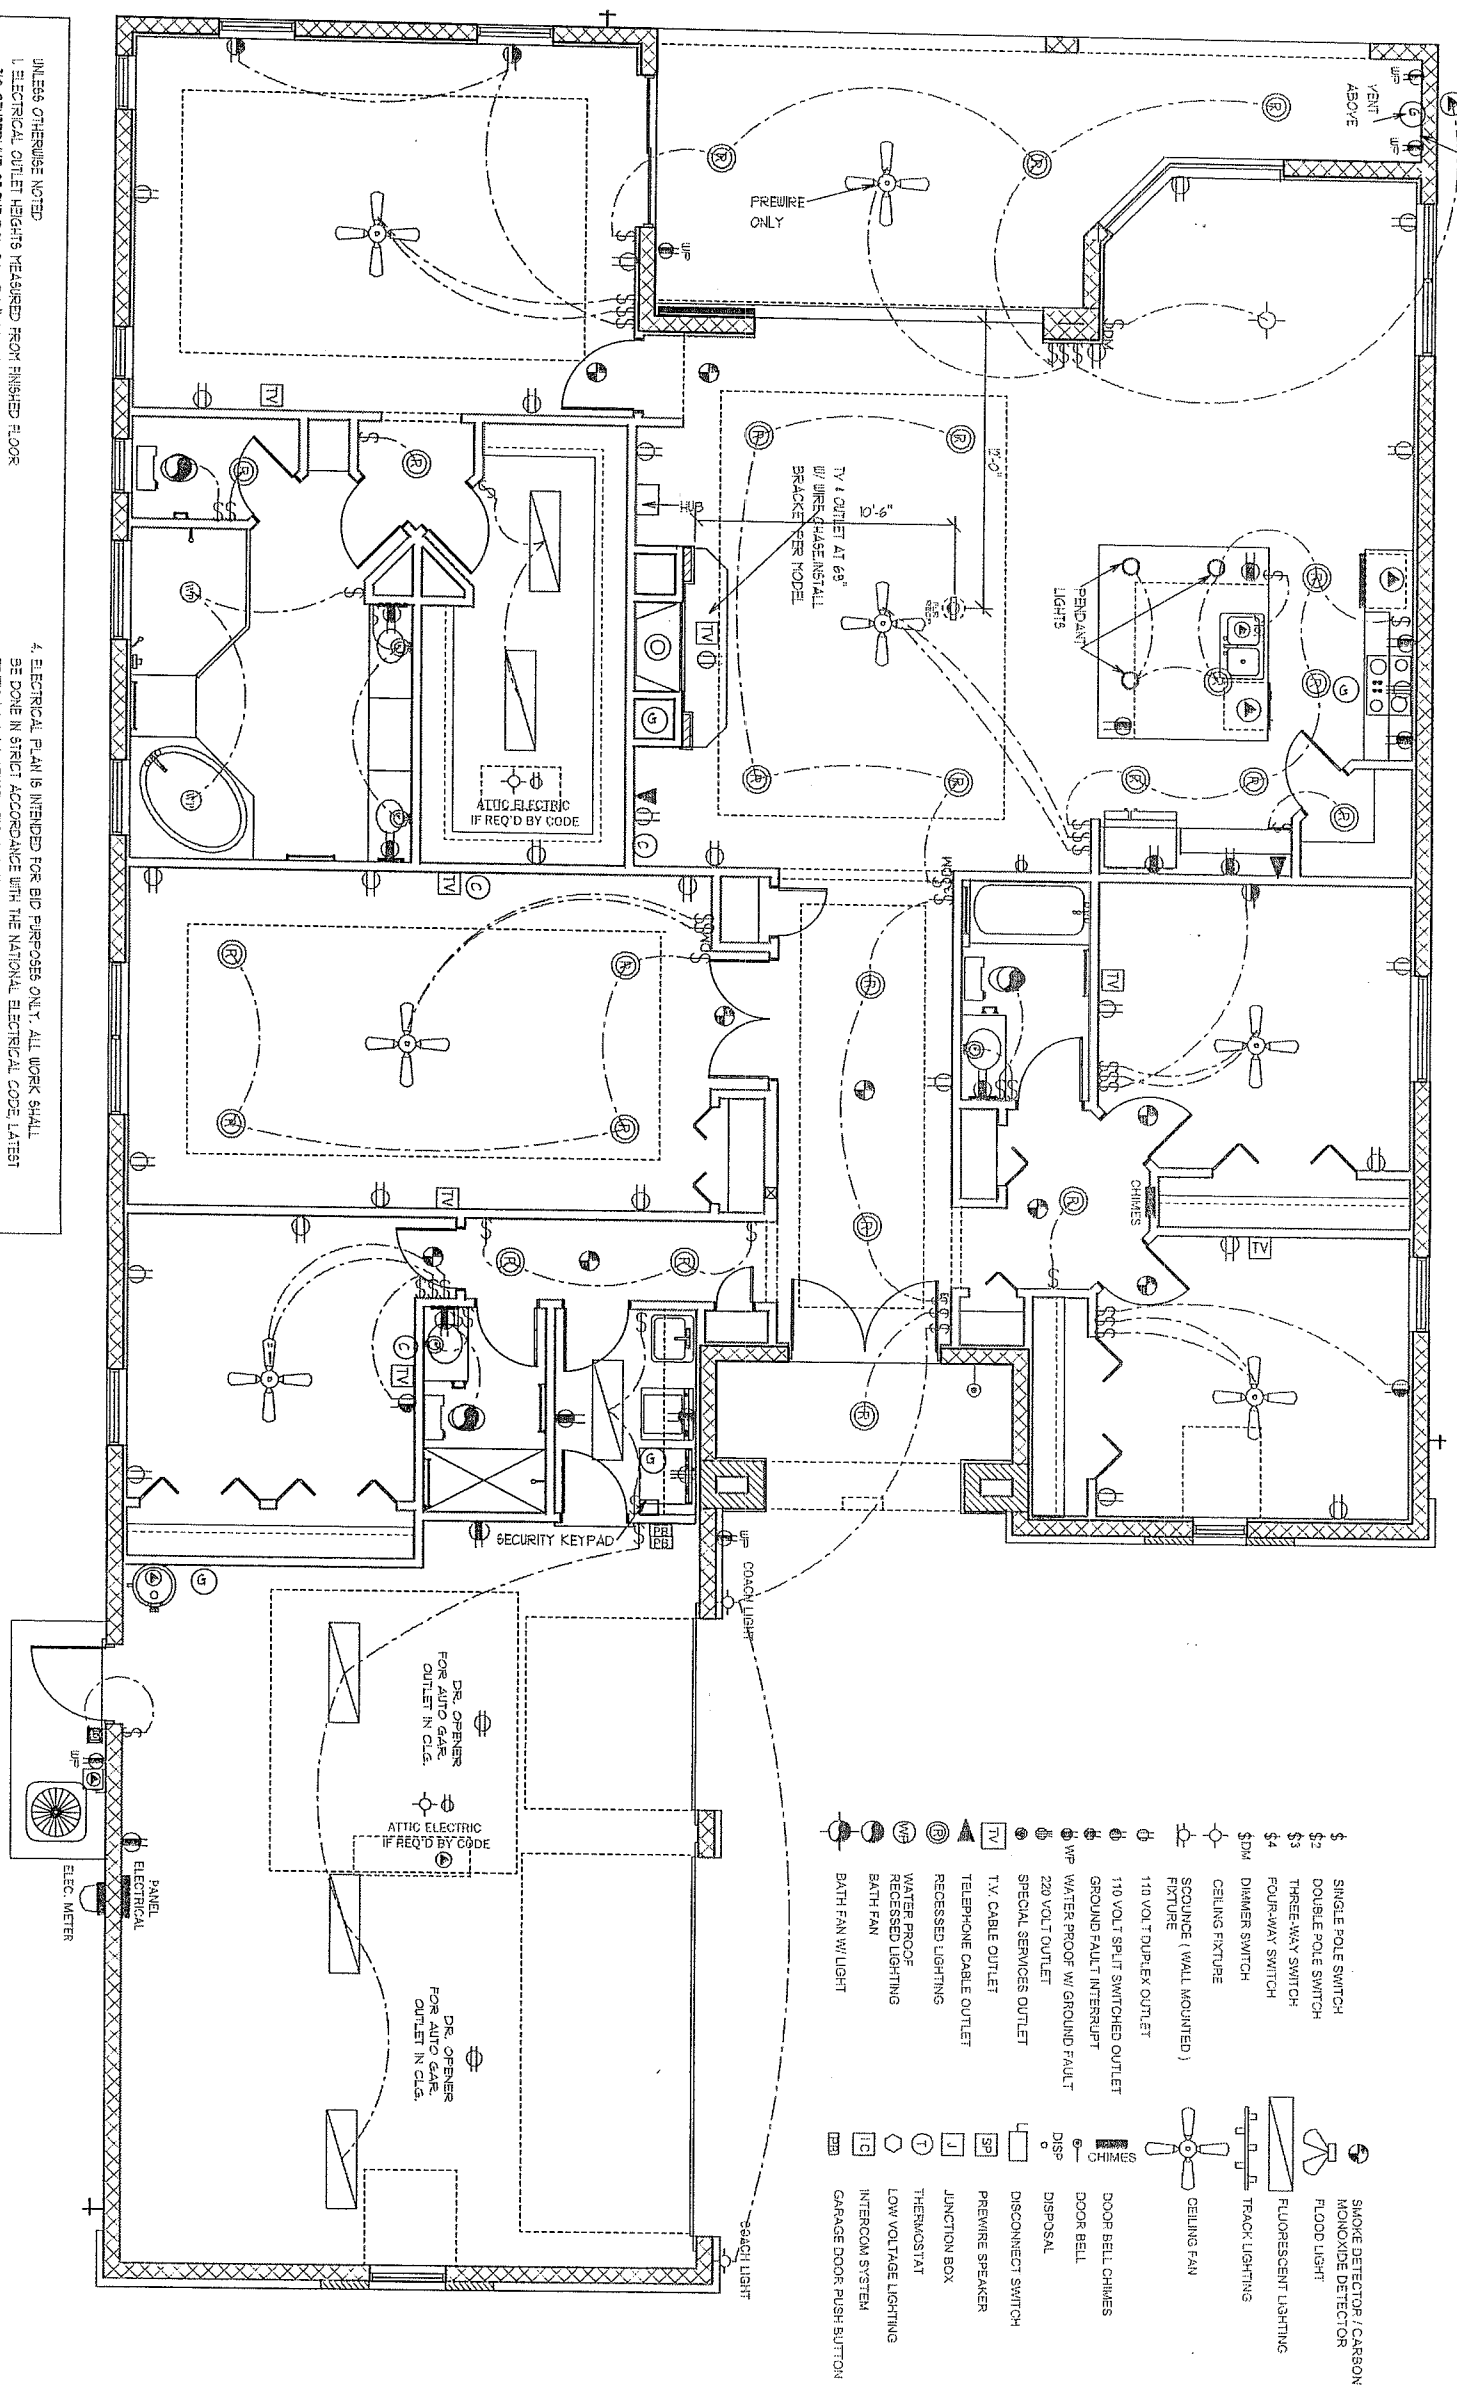 UNLESS OTHERWISE NOTED
1. ELECTRICAL OUTLET HEIGHTS MEASURED FROM FINISHED FLOOR
4. ELECTRICAL PLAN IS INTENDED FOR BID PURPOSES ONLY. ALL WORK SHALL
BE DONE IN STRICT ACCORDANCE WITH THE NATIONAL ELECTRICAL CODE, LATEST
VENT
ABOVE
WP
G
WP
PREWIRE
ONLY
WP
12'-0"
10'-6"
TV & OUTLET AT 68"
W/ WIRE CHASE. INSTALL
BRACKET PER MODEL
HUB
TV
PENDANT
LIGHTS
G
G
TV
ATTIC ELECTRIC
IF REQ'D BY CODE
C
TV
C
TV
CHIMES
TV
TV
C
TV
G
SECURITY KEYPAD
PB
PB
WP
COACH LIGHT
G
DR. OPENER
FOR AUTO GAR.
OUTLET IN CLG.
ATTIC ELECTRIC
IF REQ'D BY CODE
DR. OPENER
FOR AUTO GAR.
OUTLET IN CLG.
WP
PANEL
ELECTRICAL
ELEC. METER
COACH LIGHT
$ SINGLE POLE SWITCH
$2 DOUBLE POLE SWITCH
$3 THREE-WAY SWITCH
$4 FOUR-WAY SWITCH
$DM DIMMER SWITCH
CEILING FIXTURE
SCOUNCE ( WALL MOUNTED )
FIXTURE
110 VOLT DUPLEX OUTLET
110 VOLT SPLIT SWITCHED OUTLET
GROUND FAULT INTERRUPT
WP WATER PROOF W/ GROUND FAULT
220 VOLT OUTLET
SPECIAL SERVICES OUTLET
TV T.V. CABLE OUTLET
TELEPHONE CABLE OUTLET
R RECESSED LIGHTING
WP WATER PROOF
RECESSED LIGHTING
BATH FAN
BATH FAN W/ LIGHT
SMOKE DETECTOR / CARBON
MONOXIDE DETECTOR
FLOOD LIGHT
FLUORESCENT LIGHTING
TRACK LIGHTING
CEILING FAN
CHIMES DOOR BELL CHIMES
DOOR BELL
DISP DISPOSAL
DISCONNECT SWITCH
SP PREWIRE SPEAKER
J JUNCTION BOX
T THERMOSTAT
LOW VOLTAGE LIGHTING
IC INTERCOM SYSTEM
PB GARAGE DOOR PUSH BUTTON